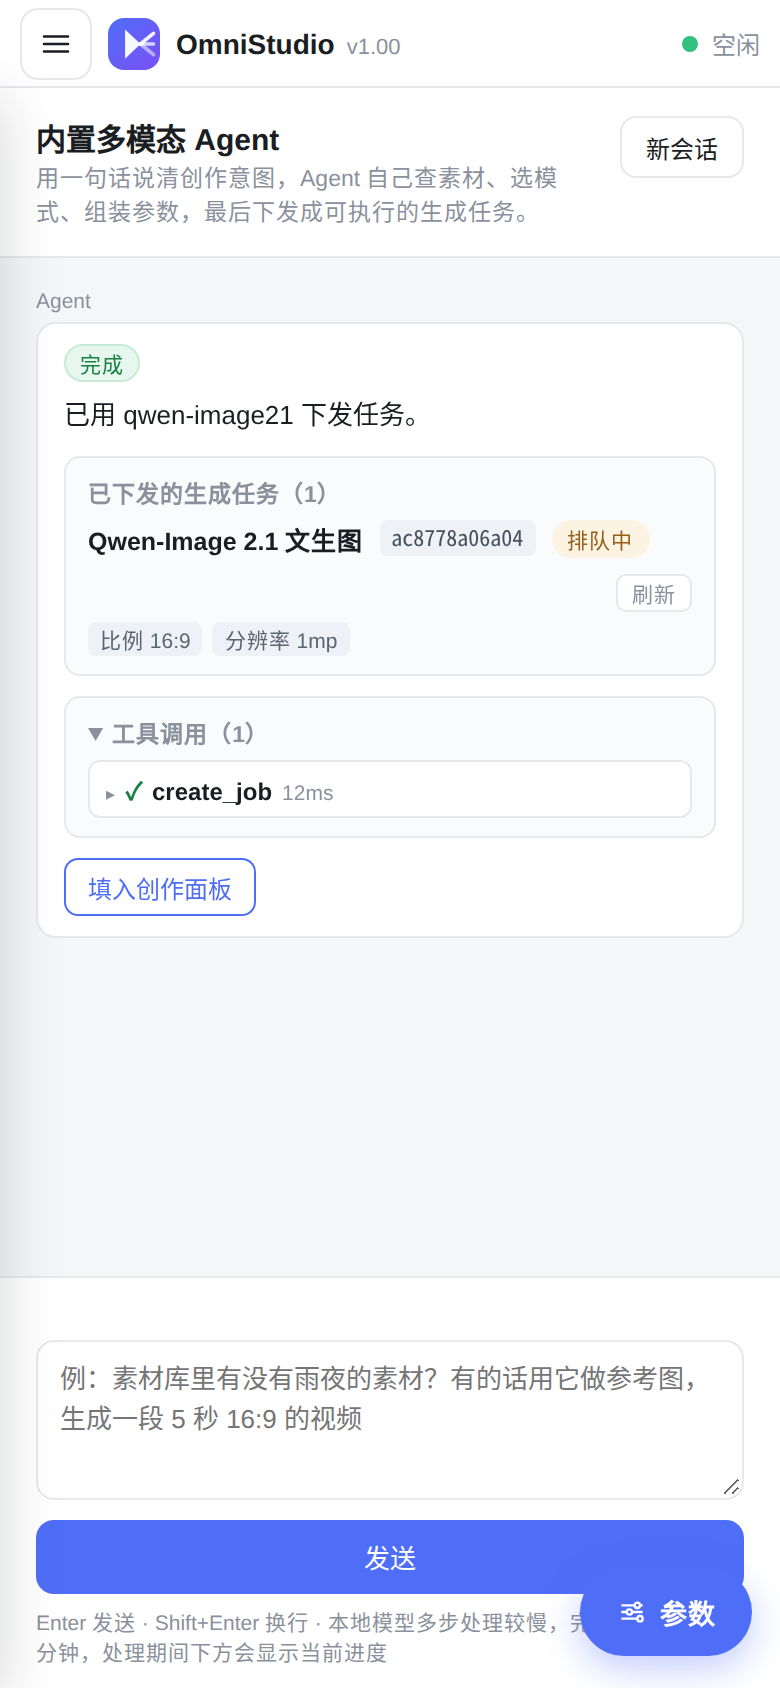 OmniStudio v1.00
空闲
内置多模态 Agent
新会话
用一句话说清创作意图，Agent 自己查素材、选模
式、组装参数，最后下发成可执行的生成任务。
Agent
完成
已用 qwen-image21 下发任务。
已下发的生成任务（1）
Qwen-Image 2.1 文生图 ac8778a06a04 排队中
刷新
比例 16:9 分辨率 1mp
▼ 工具调用（1）
▸ ✓ create_job 12ms
填入创作面板
例：素材库里有没有雨夜的素材？有的话用它做参考图，
生成一段 5 秒 16:9 的视频
发送
Enter 发送 · Shift+Enter 换行 · 本地模型多步处理较慢，
参数
分钟，处理期间下方会显示当前进度